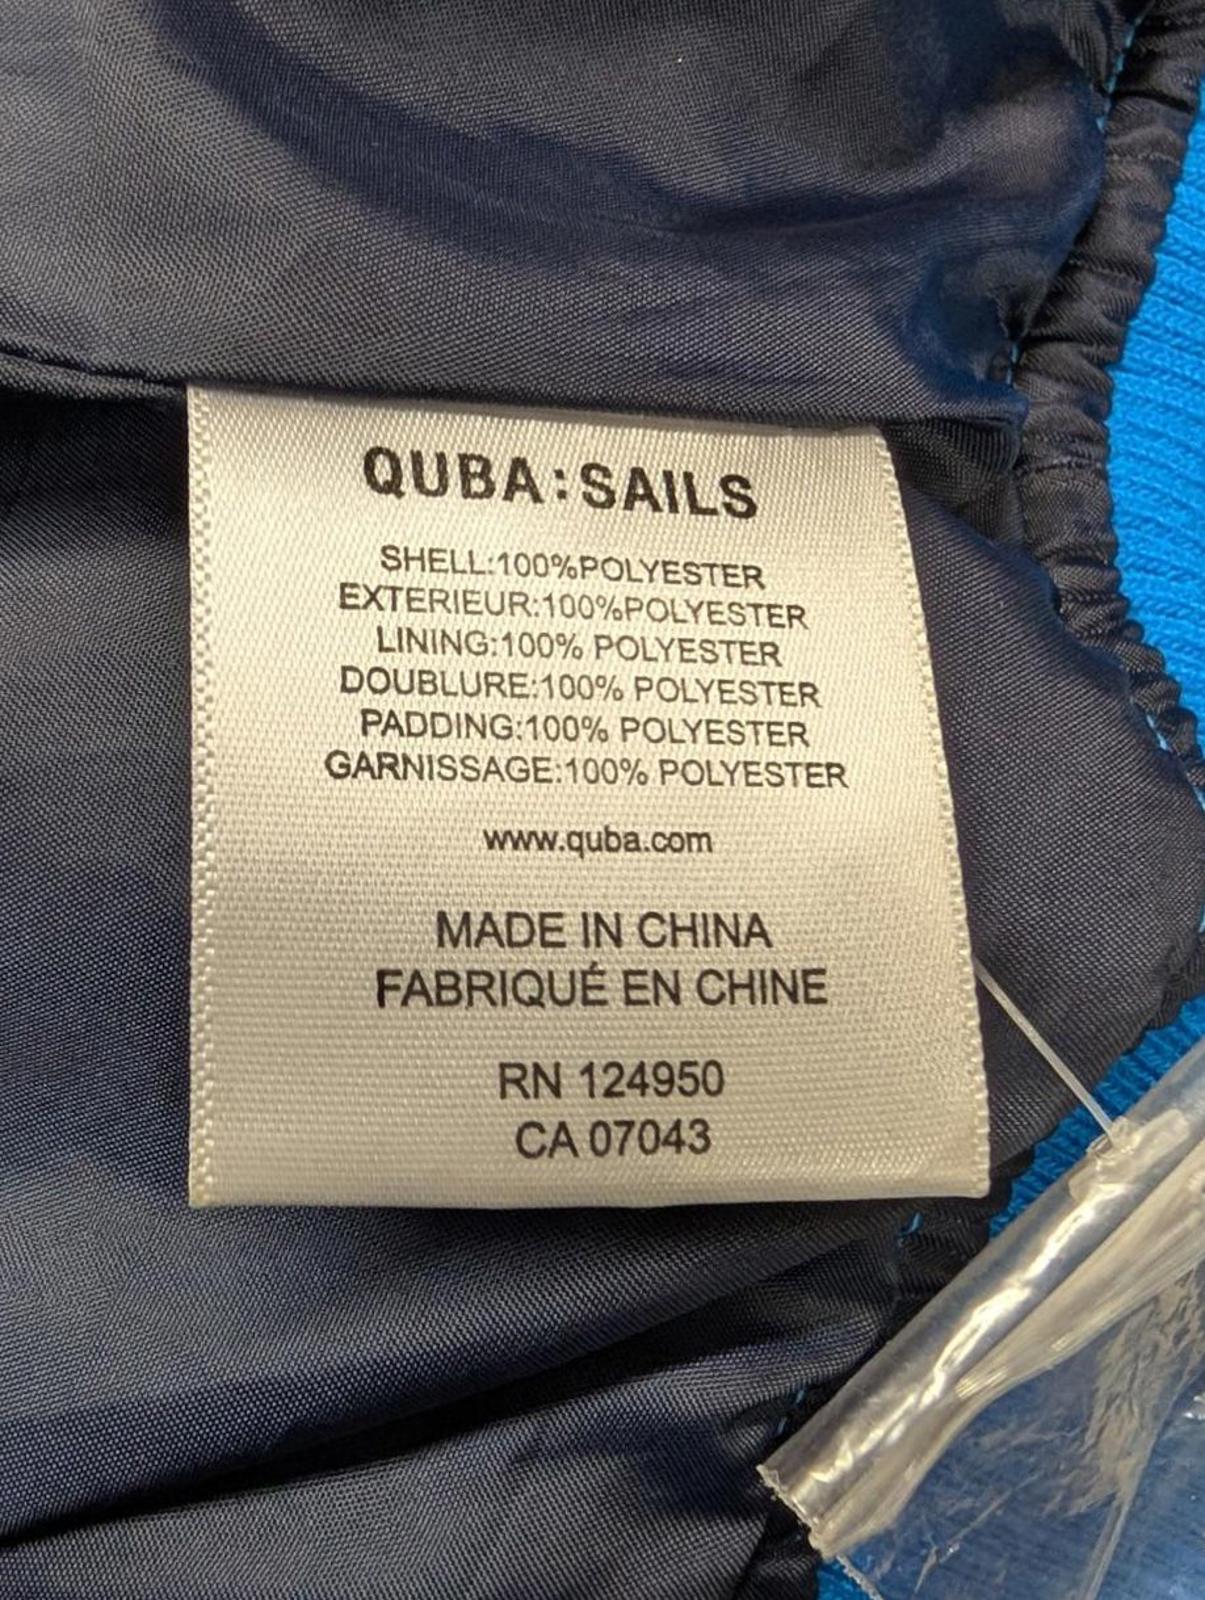 QUBA:SAILS
SHELL:100%POLYESTER
EXTERIEUR:100%POLYESTER
LINING:100% POLYESTER
DOUBLURE:100% POLYESTER
PADDING:100% POLYESTER
GARNISSAGE:100% POLYESTER
www.quba.com
MADE IN CHINA
FABRIQUÉ EN CHINE
RN 124950
CA 07043